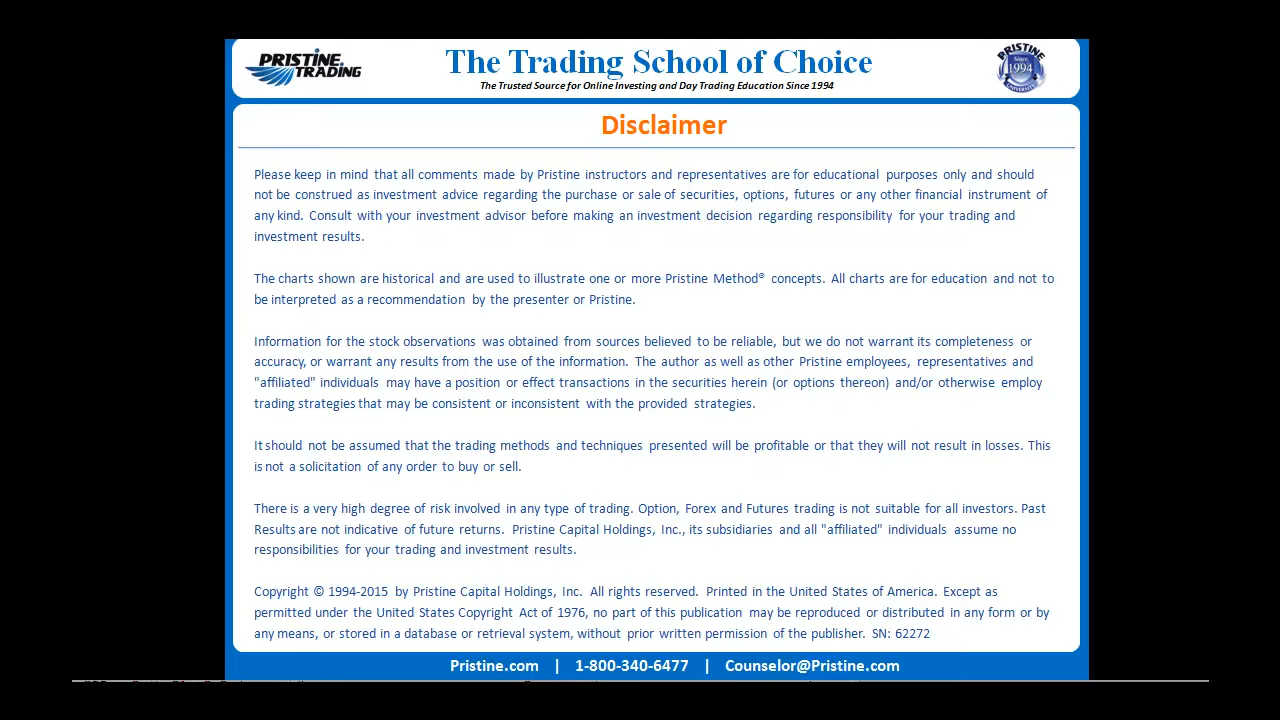 PRISTINE
TRADING
The Trading School of Choice
The Trusted Source for Online Investing and Day Trading Education Since 1994
PRISTINE
Since
1994
UNIVERSITY
Disclaimer
Please keep in mind that all comments made by Pristine instructors and representatives are for educational purposes only and should
not be construed as investment advice regarding the purchase or sale of securities, options, futures or any other financial instrument of
any kind. Consult with your investment advisor before making an investment decision regarding responsibility for your trading and
investment results.
The charts shown are historical and are used to illustrate one or more Pristine Method® concepts. All charts are for education and not to
be interpreted as a recommendation by the presenter or Pristine.
Information for the stock observations was obtained from sources believed to be reliable, but we do not warrant its completeness or
accuracy, or warrant any results from the use of the information. The author as well as other Pristine employees, representatives and
"affiliated" individuals may have a position or effect transactions in the securities herein (or options thereon) and/or otherwise employ
trading strategies that may be consistent or inconsistent with the provided strategies.
It should not be assumed that the trading methods and techniques presented will be profitable or that they will not result in losses. This
is not a solicitation of any order to buy or sell.
There is a very high degree of risk involved in any type of trading. Option, Forex and Futures trading is not suitable for all investors. Past
Results are not indicative of future returns. Pristine Capital Holdings, Inc., its subsidiaries and all "affiliated" individuals assume no
responsibilities for your trading and investment results.
Copyright © 1994-2015 by Pristine Capital Holdings, Inc. All rights reserved. Printed in the United States of America. Except as
permitted under the United States Copyright Act of 1976, no part of this publication may be reproduced or distributed in any form or by
any means, or stored in a database or retrieval system, without prior written permission of the publisher. SN: 62272
Pristine.com | 1-800-340-6477 | Counselor@Pristine.com